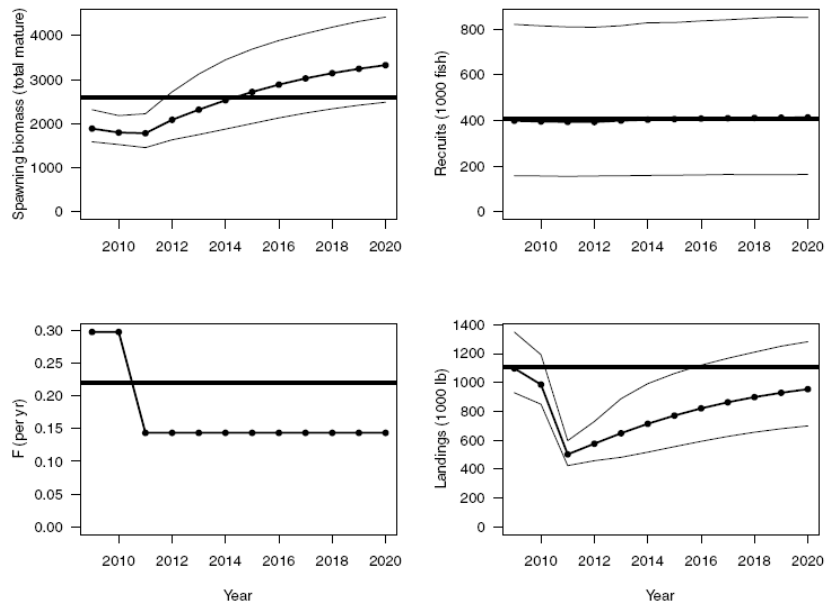 Spawning biomass (total mature)
4000
3000
2000
1000
0
2010 2012 2014 2016 2018 2020
Recruits (1000 fish)
800
600
400
200
0
2010 2012 2014 2016 2018 2020
F (per yr)
0.30
0.25
0.20
0.15
0.10
0.05
0.00
2010 2012 2014 2016 2018 2020
Year
Landings (1000 lb)
1400
1200
1000
800
600
400
200
0
2010 2012 2014 2016 2018 2020
Year